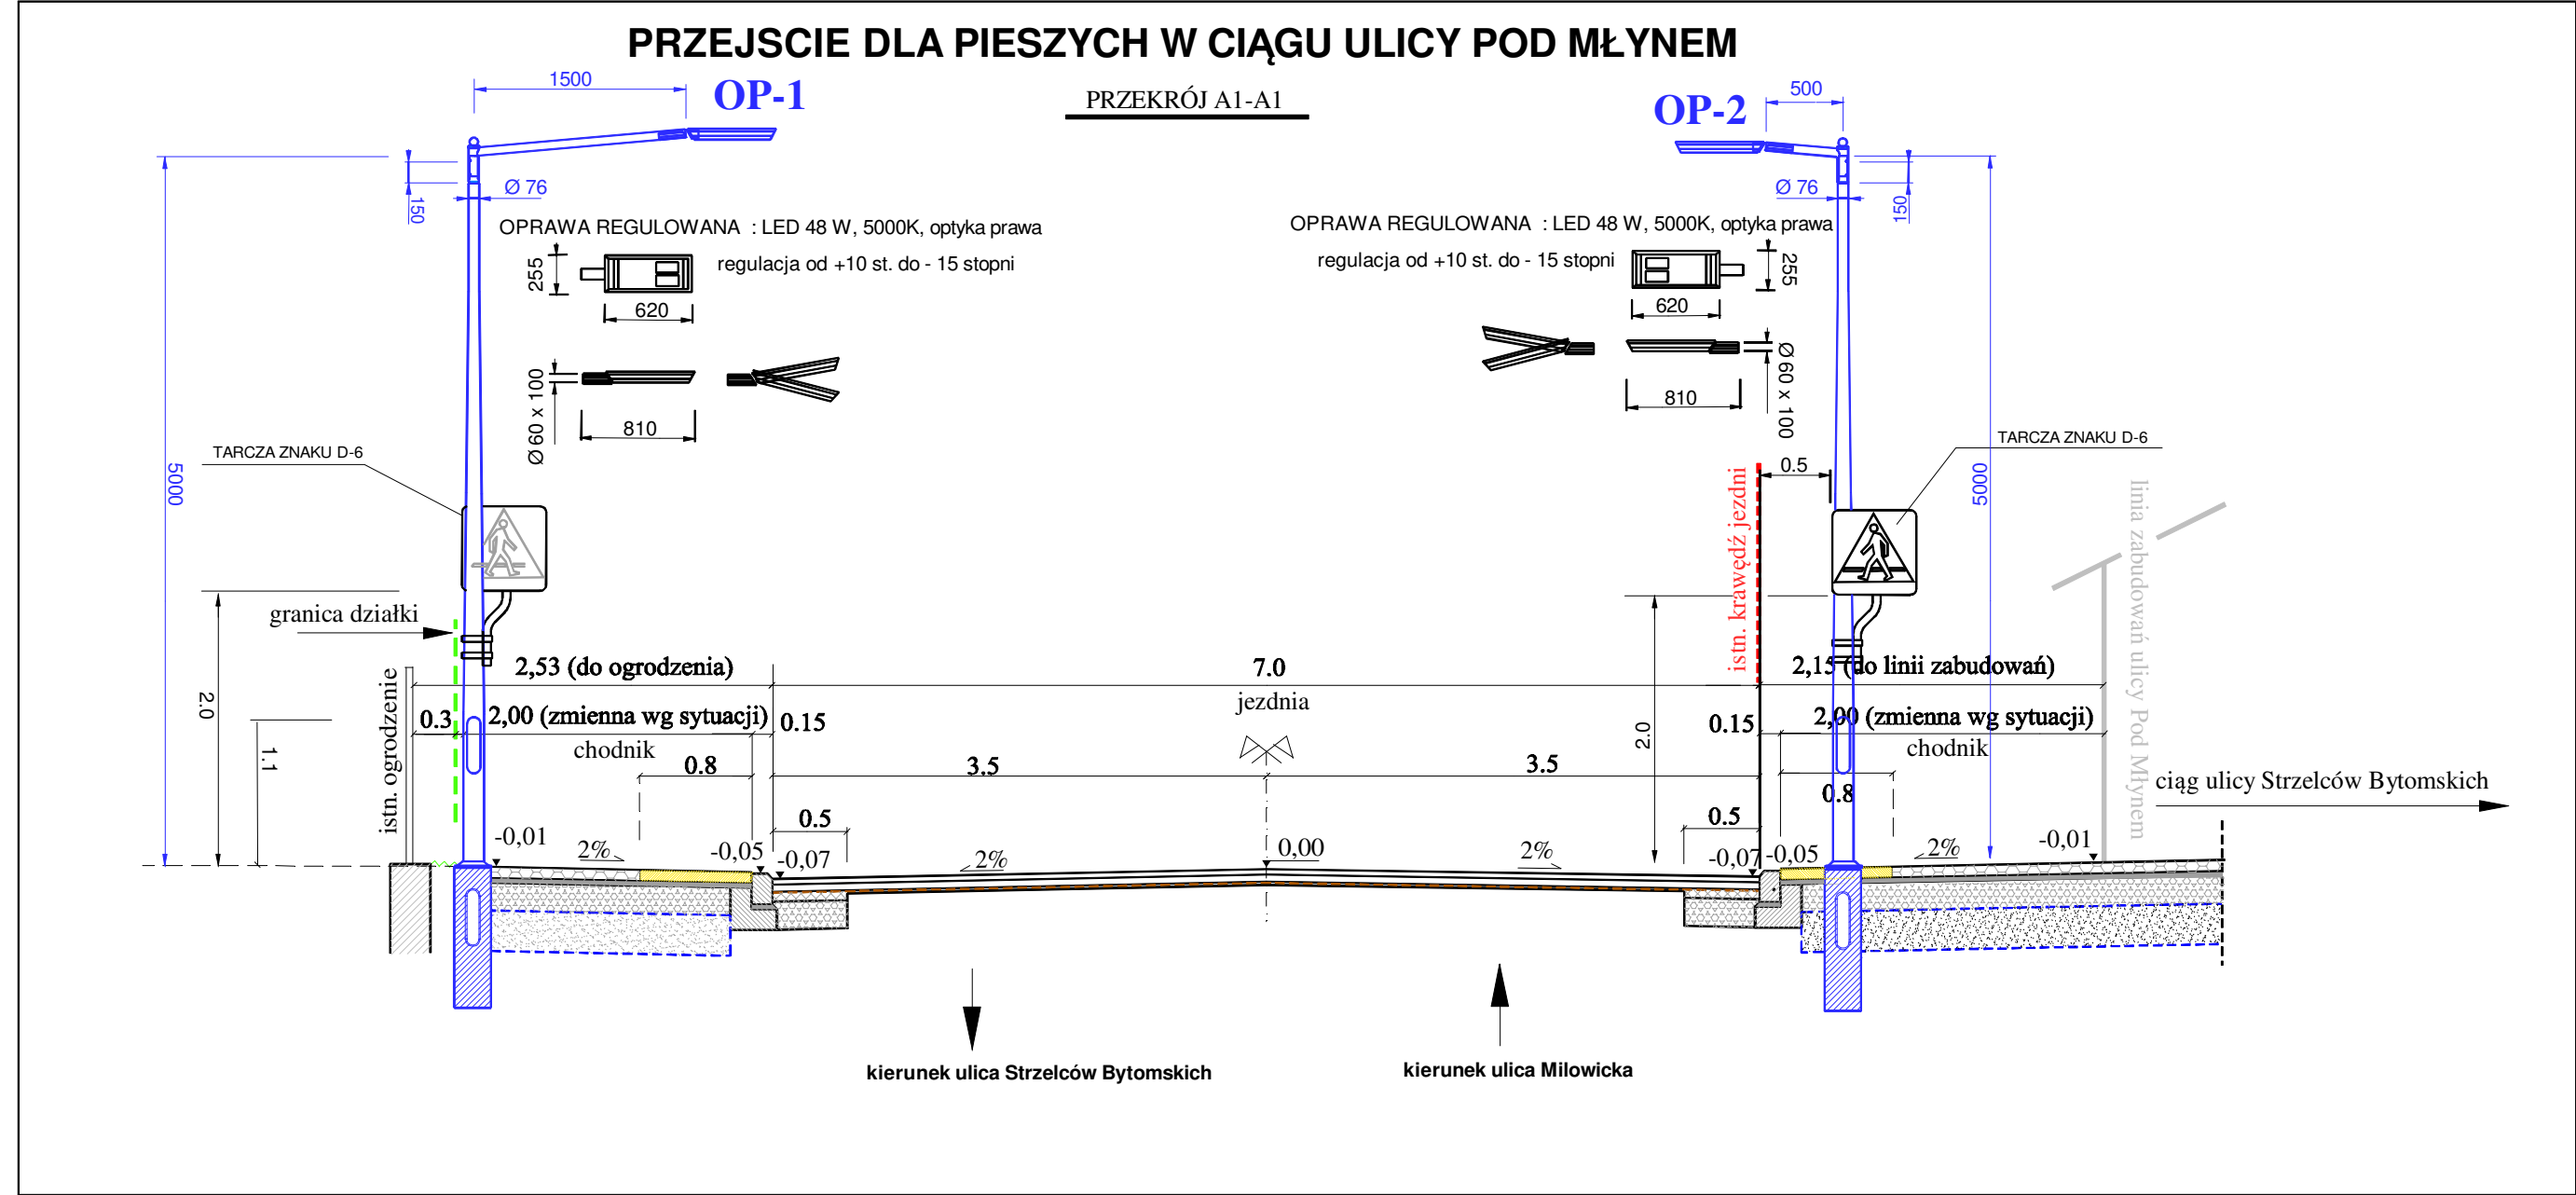 PRZEJSCIE DLA PIESZYCH W CIĄGU ULICY POD MŁYNEM
PRZEKRÓJ A1-A1
1500
OP-1
150
Ø 76
OPRAWA REGULOWANA : LED 48 W, 5000K, optyka prawa
regulacja od +10 st. do - 15 stopni
255
620
Ø 60 x 100
810
TARCZA ZNAKU D-6
5000
500
OP-2
150
Ø 76
OPRAWA REGULOWANA : LED 48 W, 5000K, optyka prawa
regulacja od +10 st. do - 15 stopni
255
620
Ø 60 x 100
810
TARCZA ZNAKU D-6
5000
0.5
istn. krawędź jezdni
linia zabudowań ulicy Pod Młynem
granica działki
istn. ogrodzenie
2.0
1.1
2,53 (do ogrodzenia)
7.0
jezdnia
2,15 (do linii zabudowań)
0.3
2,00 (zmienna wg sytuacji)
chodnik
0.15
0.15
2,00 (zmienna wg sytuacji)
chodnik
2.0
0.8
3.5
3.5
0.8
0.5
0.5
ciąg ulicy Strzelców Bytomskich
-0,01
2%
-0,05
-0,07
2%
0,00
2%
-0,07
-0,05
2%
-0,01
kierunek ulica Strzelców Bytomskich
kierunek ulica Milowicka